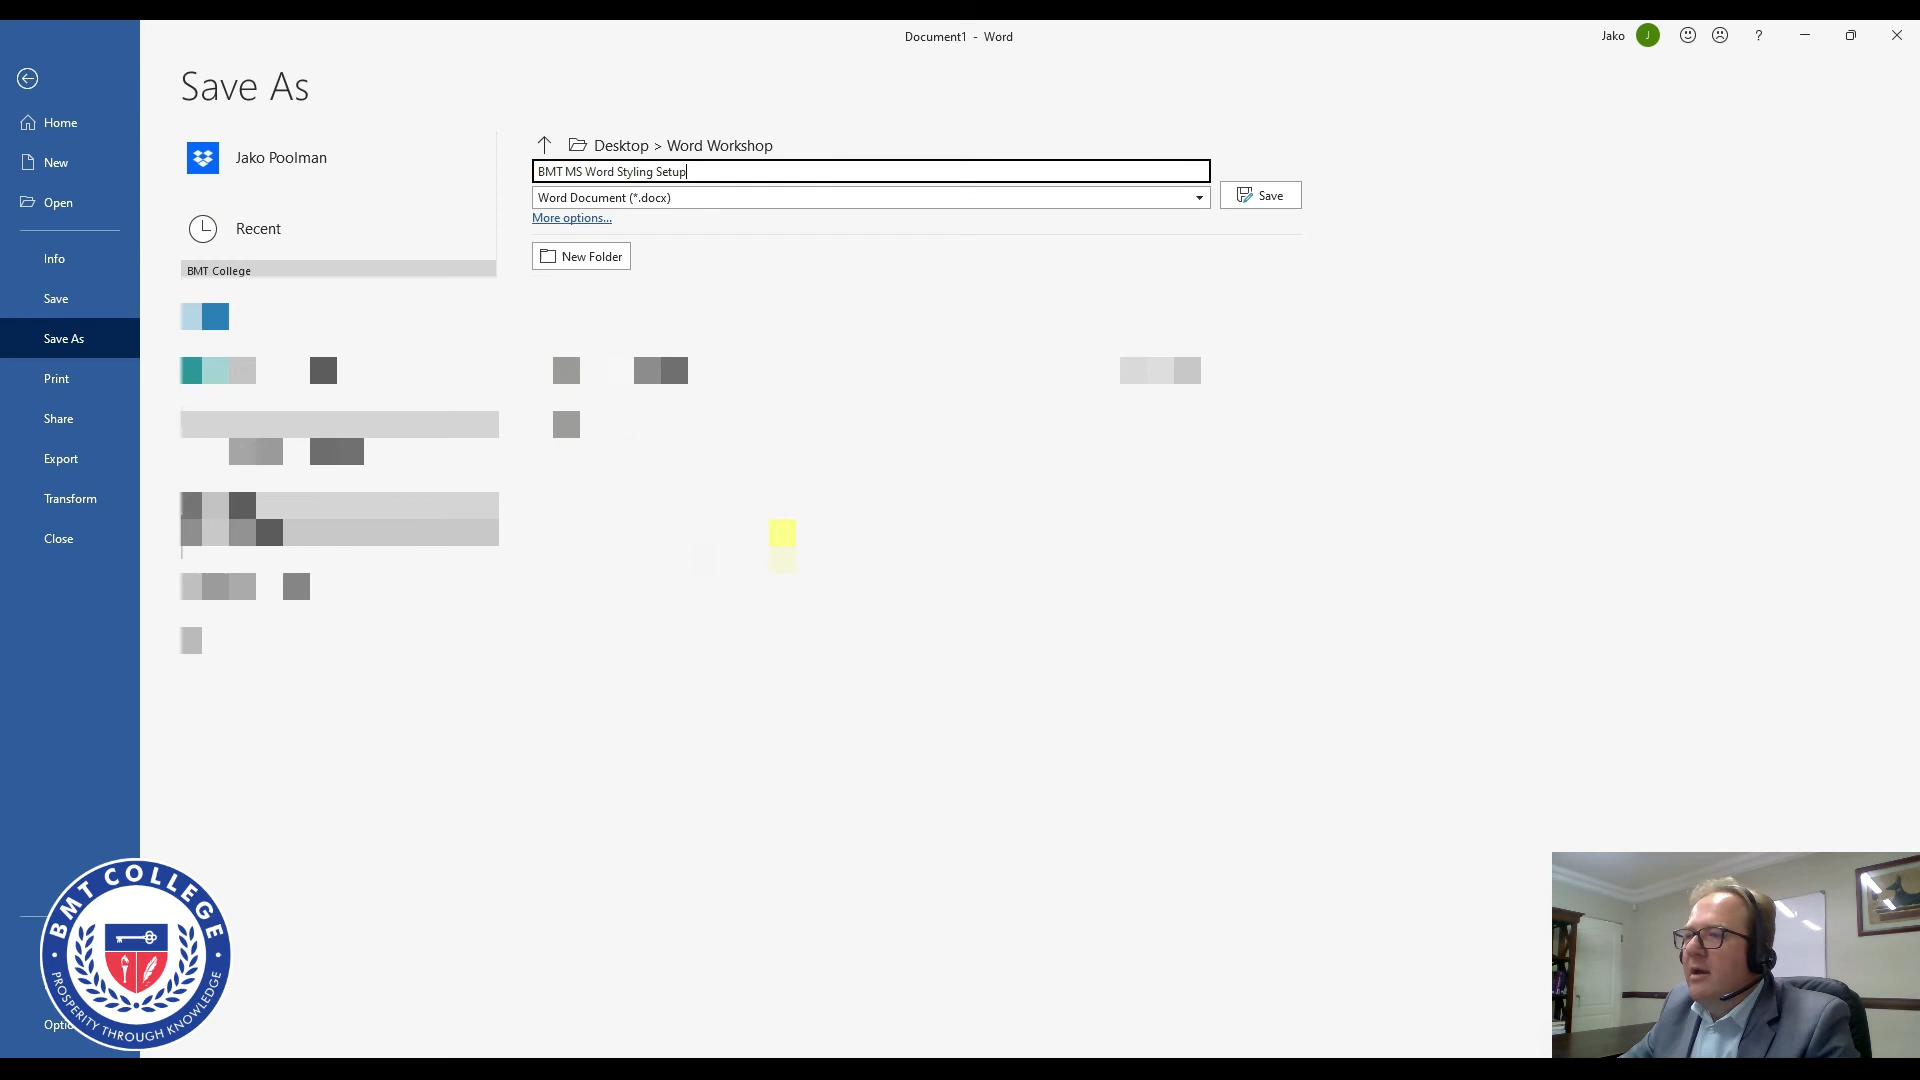 Document1 - Word
Jako
J
?
Save As
Home
New
Open
Info
Save
Save As
Print
Share
Export
Transform
Close
Jako Poolman
Recent
BMT College
Desktop > Word Workshop
BMT MS Word Styling Setup
Word Document (*.docx)
Save
More options...
New Folder
BMT COLLEGE
PROSPERITY THROUGH KNOWLEDGE